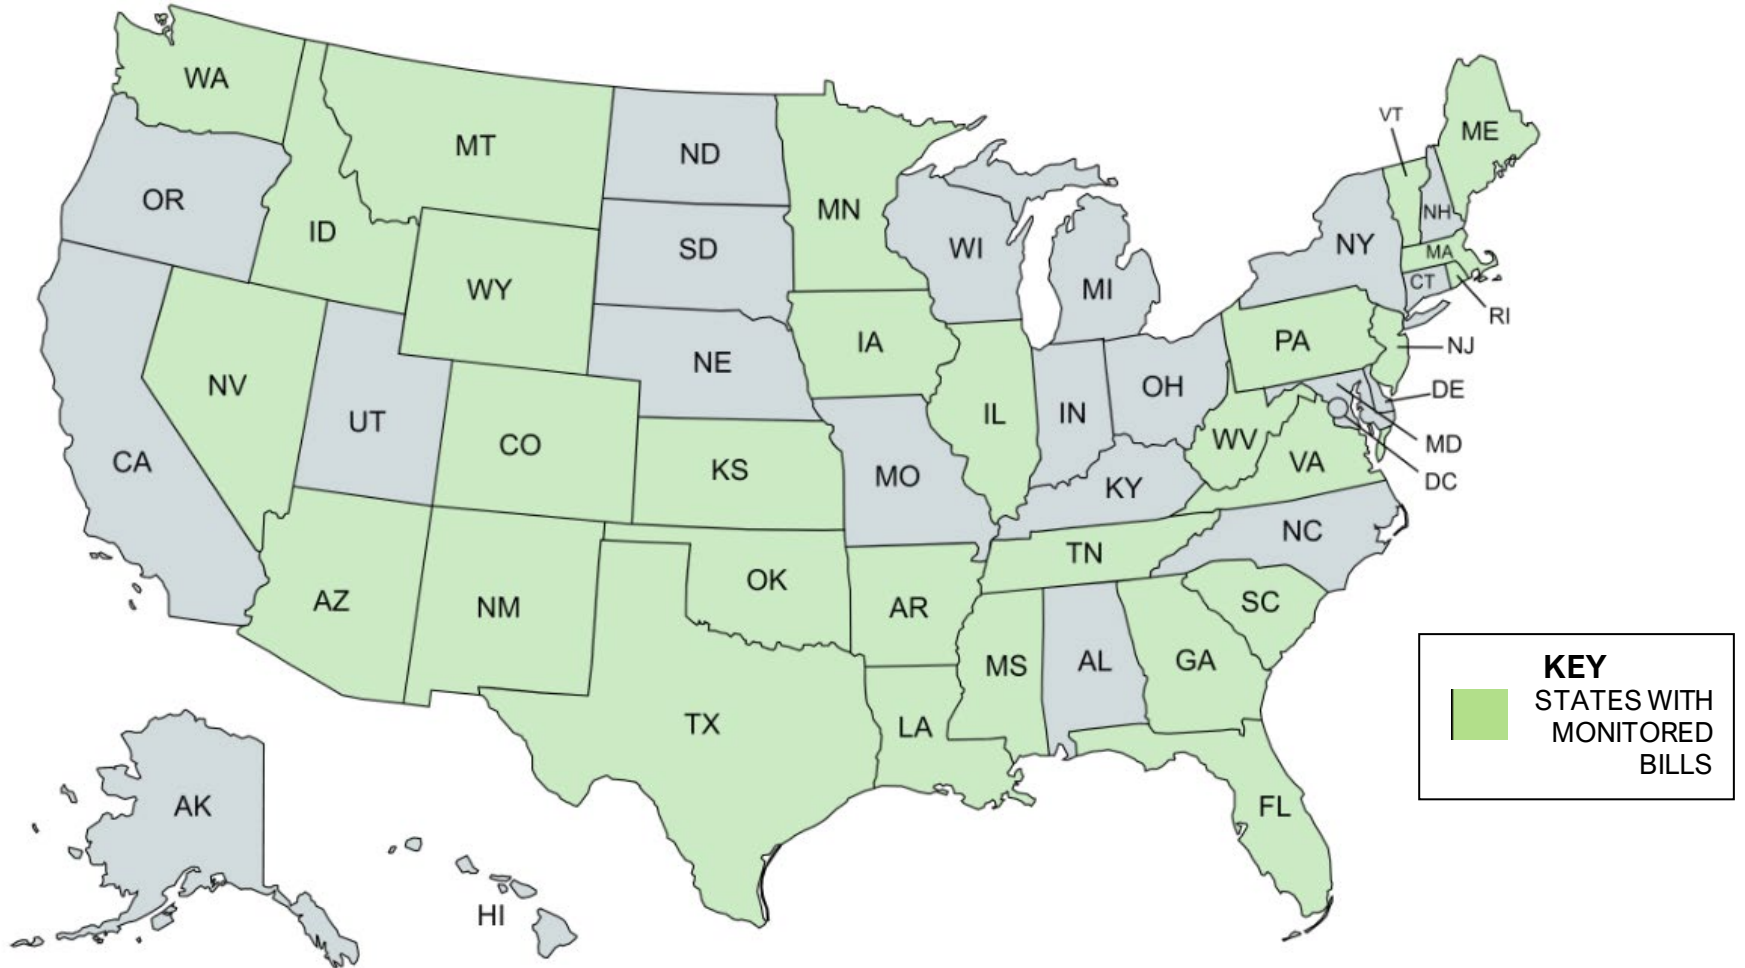 WA
MT
ND
MN
OR
ID
WY
SD
WI
MI
NY
VT
ME
NH
MA
CT
RI
NJ
PA
DE
MD
DC
NV
UT
CA
CO
NE
IA
IL
IN
OH
WV
VA
KS
MO
KY
NC
TN
AZ
NM
OK
AR
SC
MS
AL
GA
TX
LA
FL
AK
HI
KEY
STATES WITH
MONITORED
BILLS